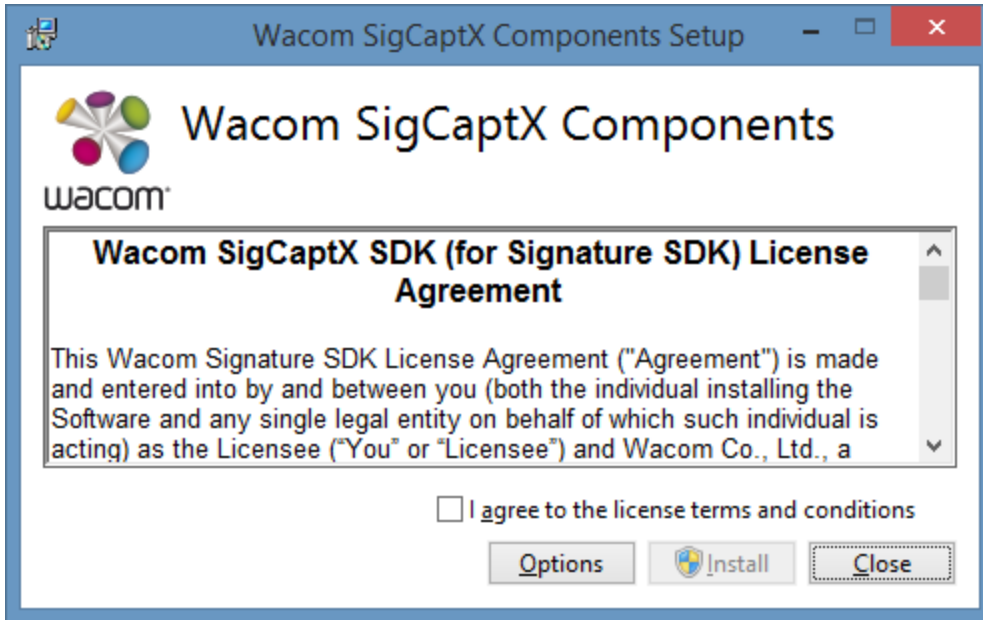 Wacom SigCaptX Components Setup
Wacom SigCaptX Components
wacom
Wacom SigCaptX SDK (for Signature SDK) License
Agreement
This Wacom Signature SDK License Agreement ("Agreement") is made
and entered into by and between you (both the individual installing the
Software and any single legal entity on behalf of which such individual is
acting) as the Licensee (“You” or “Licensee”) and Wacom Co., Ltd., a
I agree to the license terms and conditions
Options
Install
Close